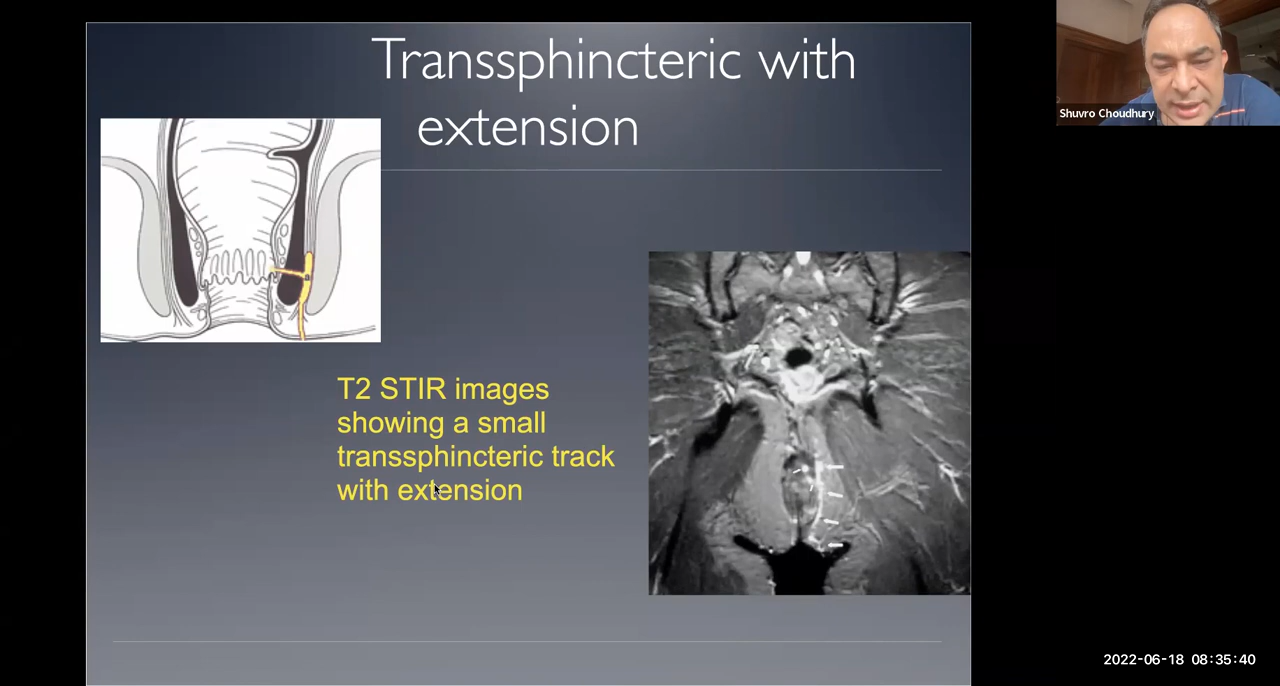 Transsphincteric with
extension
Shuvro Choudhury
T2 STIR images
showing a small
transsphincteric track
with extension
2022-06-18 08:35:40